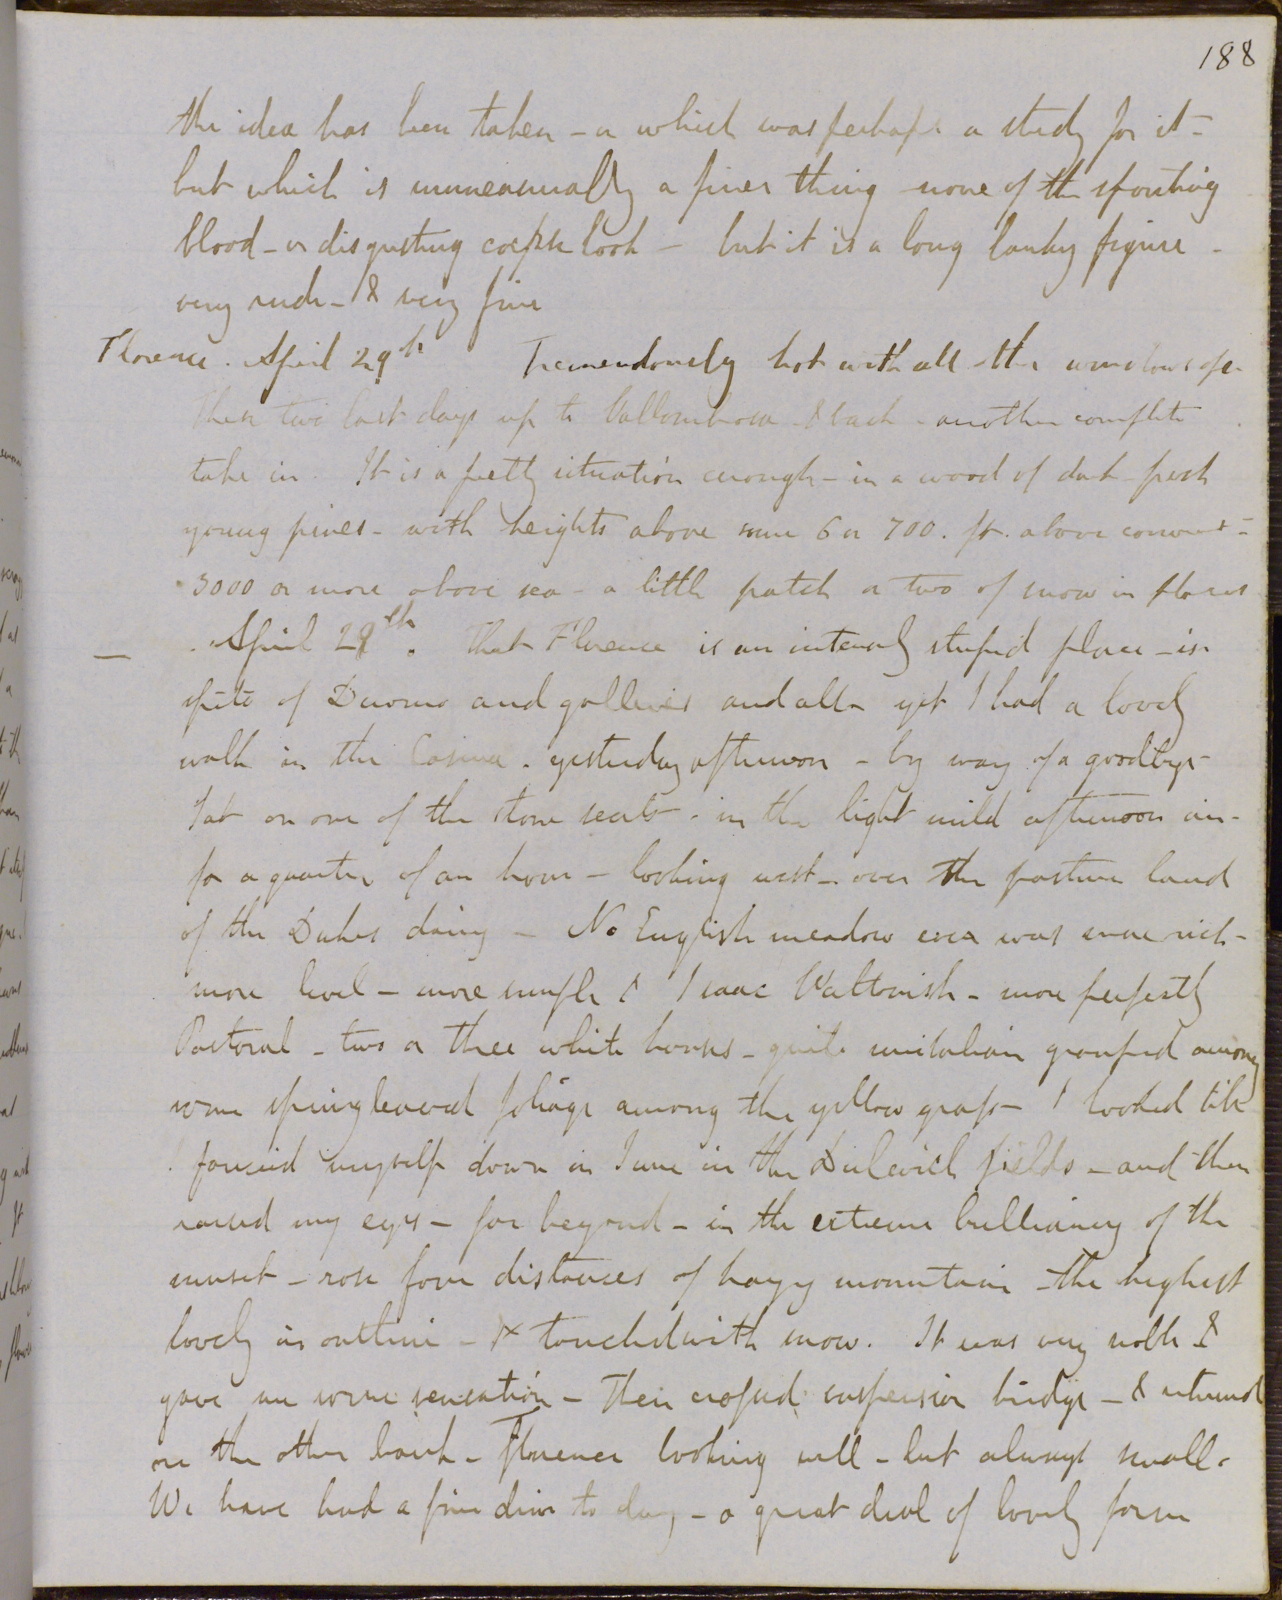 188
the idea has been taken - or which was perhaps a study for it -
but which is immeasurably a finer thing none of the spouting
blood - or disgusting corpse look - but it is a long lanky figure -
very rude - & very fine
Florence. April 29th Tremendously hot with all the windows open
These two last days up to Vallombrosa & back - another complete
take in. It is a pretty situation enough - in a wood of dark fresh
young pines - with heights above some 6 or 700. ft. above convent -
3000 or more above sea - a little patch or two of snow in places
- April 28th. That Florence is an intensely stupid place - in
spite of Duomo and galleries and all - yet I had a lovely
walk in the Casine. yesterday afternoon - by way of a goodbye -
Sat on one of the stone seats - in the light mild afternoon air -
for a quarter of an hour - looking west - over the pasture land
of the Dukes dairy - No English meadow ever was more rich -
more level - more simple & Isaac Waltonish - more perfectly
Pastoral - two or three white houses - quite unitalian grouped among
some springleaved foliage among the yellow grass - I looked till
I fancied myself down in June in the Dulwich fields - and then
raised my eyes - far beyond - in the extreme brilliancy of the
sunset - rose four distances of hazy mountain - the highest
lovely in outline - & touched with snow. It was very noble &
gave me some sensation - Then crossed suspension bridge - & returned
on the other bank - Florence looking well - but always small.
We have had a fine drive to day - a great deal of lovely form